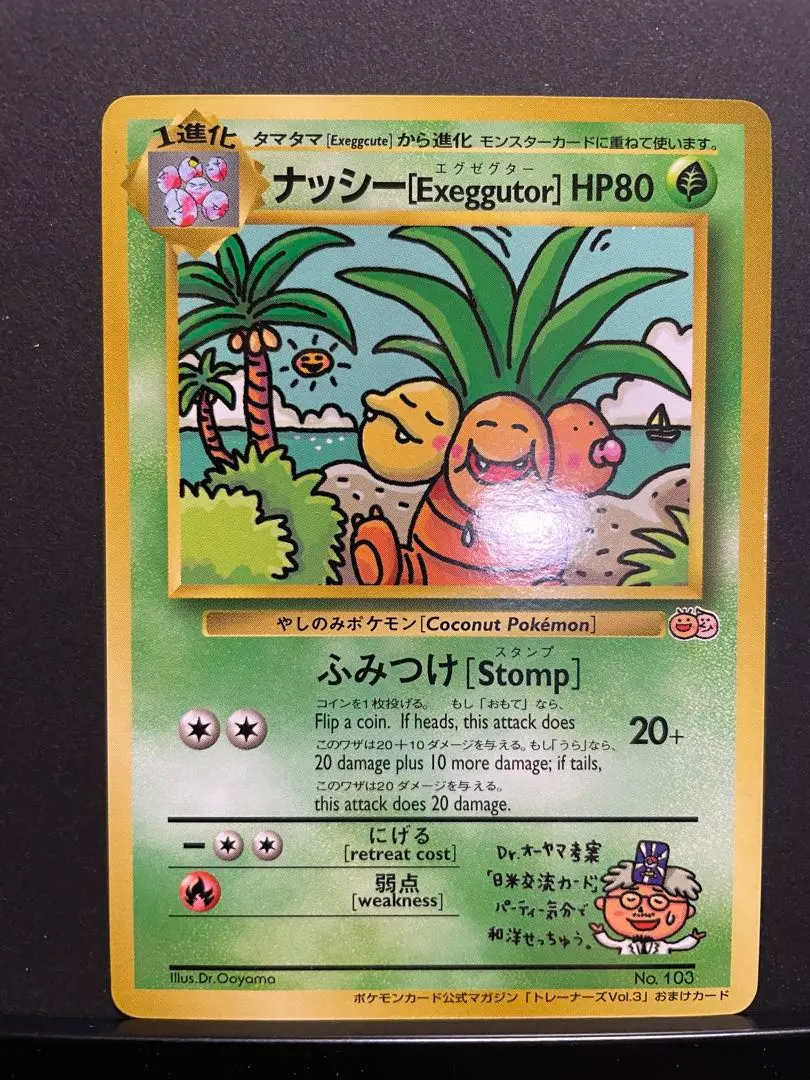 1進化 タマタマ[Exeggcute]から進化 モンスターカードに重ねて使います。
エグゼグター
ナッシー[Exeggutor] HP80
やしのみポケモン[Coconut Pokémon]
スタンプ
ふみつけ[Stomp]
コインを1枚投げる。 もし「おもて」なら、
Flip a coin. If heads, this attack does
20+
このワザは20+10ダメージを与える。もし「うら」なら、
20 damage plus 10 more damage; if tails,
このワザは20ダメージを与える。
this attack does 20 damage.
にげる
[retreat cost]
弱点
[weakness]
Dr.オーヤマ考案
「日米交流カード」
パーティー気分で
和洋せっちゅう。
Illus.Dr.Ooyama
No. 103
ポケモンカード公式マガジン「トレーナーズVol.3」おまけカード